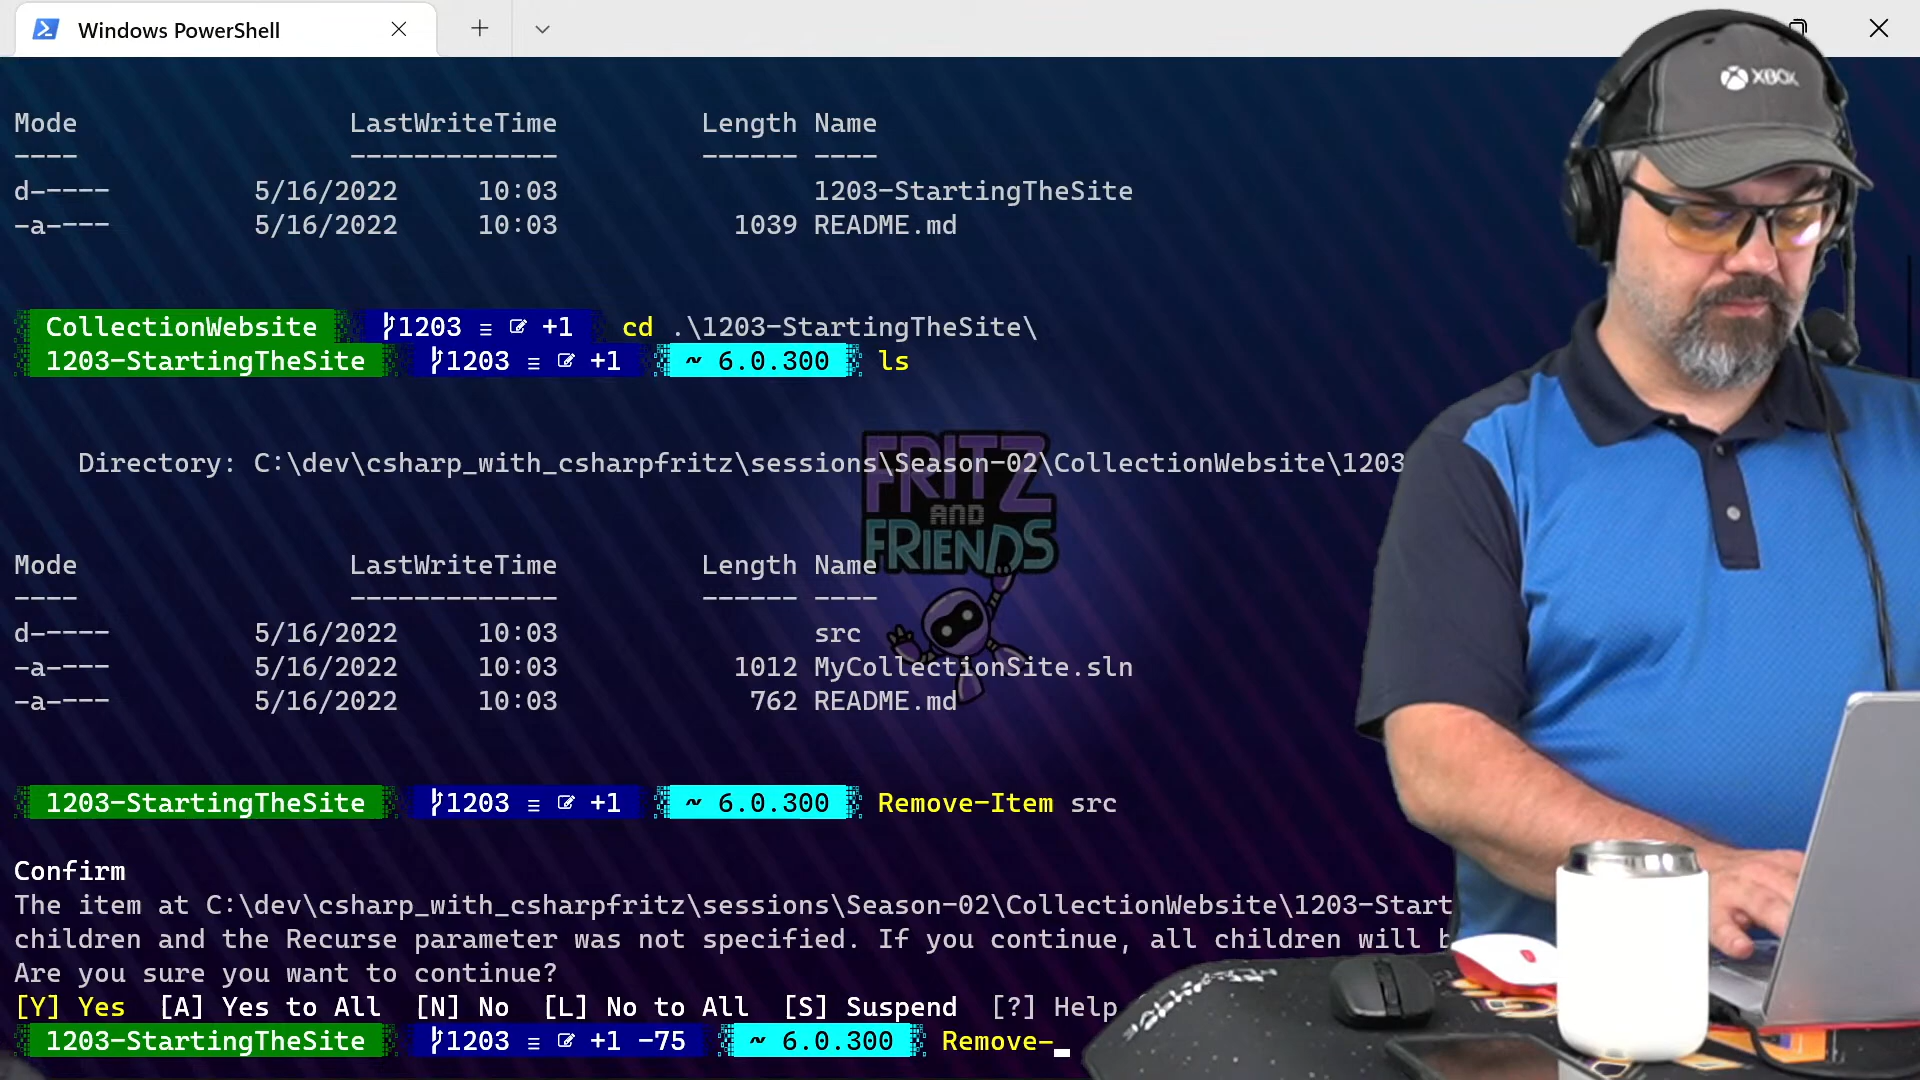 Windows PowerShell
XBOX
Mode                 LastWriteTime         Length Name
----                 -------------         ------ ----
d-----         5/16/2022     10:03                1203-StartingTheSite
-a----         5/16/2022     10:03           1039 README.md
CollectionWebsite 1203 ≡ +1 cd .\1203-StartingTheSite\
1203-StartingTheSite 1203 ≡ +1 ~ 6.0.300 ls
Directory: C:\dev\csharp_with_csharpfritz\sessions\Season-02\CollectionWebsite\1203
FRITZ
AND
FRIENDS
Mode                 LastWriteTime         Length Name
----                 -------------         ------ ----
d-----         5/16/2022     10:03                src
-a----         5/16/2022     10:03           1012 MyCollectionSite.sln
-a----         5/16/2022     10:03            762 README.md
1203-StartingTheSite 1203 ≡ +1 ~ 6.0.300 Remove-Item src
Confirm
The item at C:\dev\csharp_with_csharpfritz\sessions\Season-02\CollectionWebsite\1203-Start
children and the Recurse parameter was not specified. If you continue, all children will
Are you sure you want to continue?
[Y] Yes  [A] Yes to All  [N] No  [L] No to All  [S] Suspend  [?] Help
1203-StartingTheSite 1203 ≡ +1 -75 ~ 6.0.300 Remove-